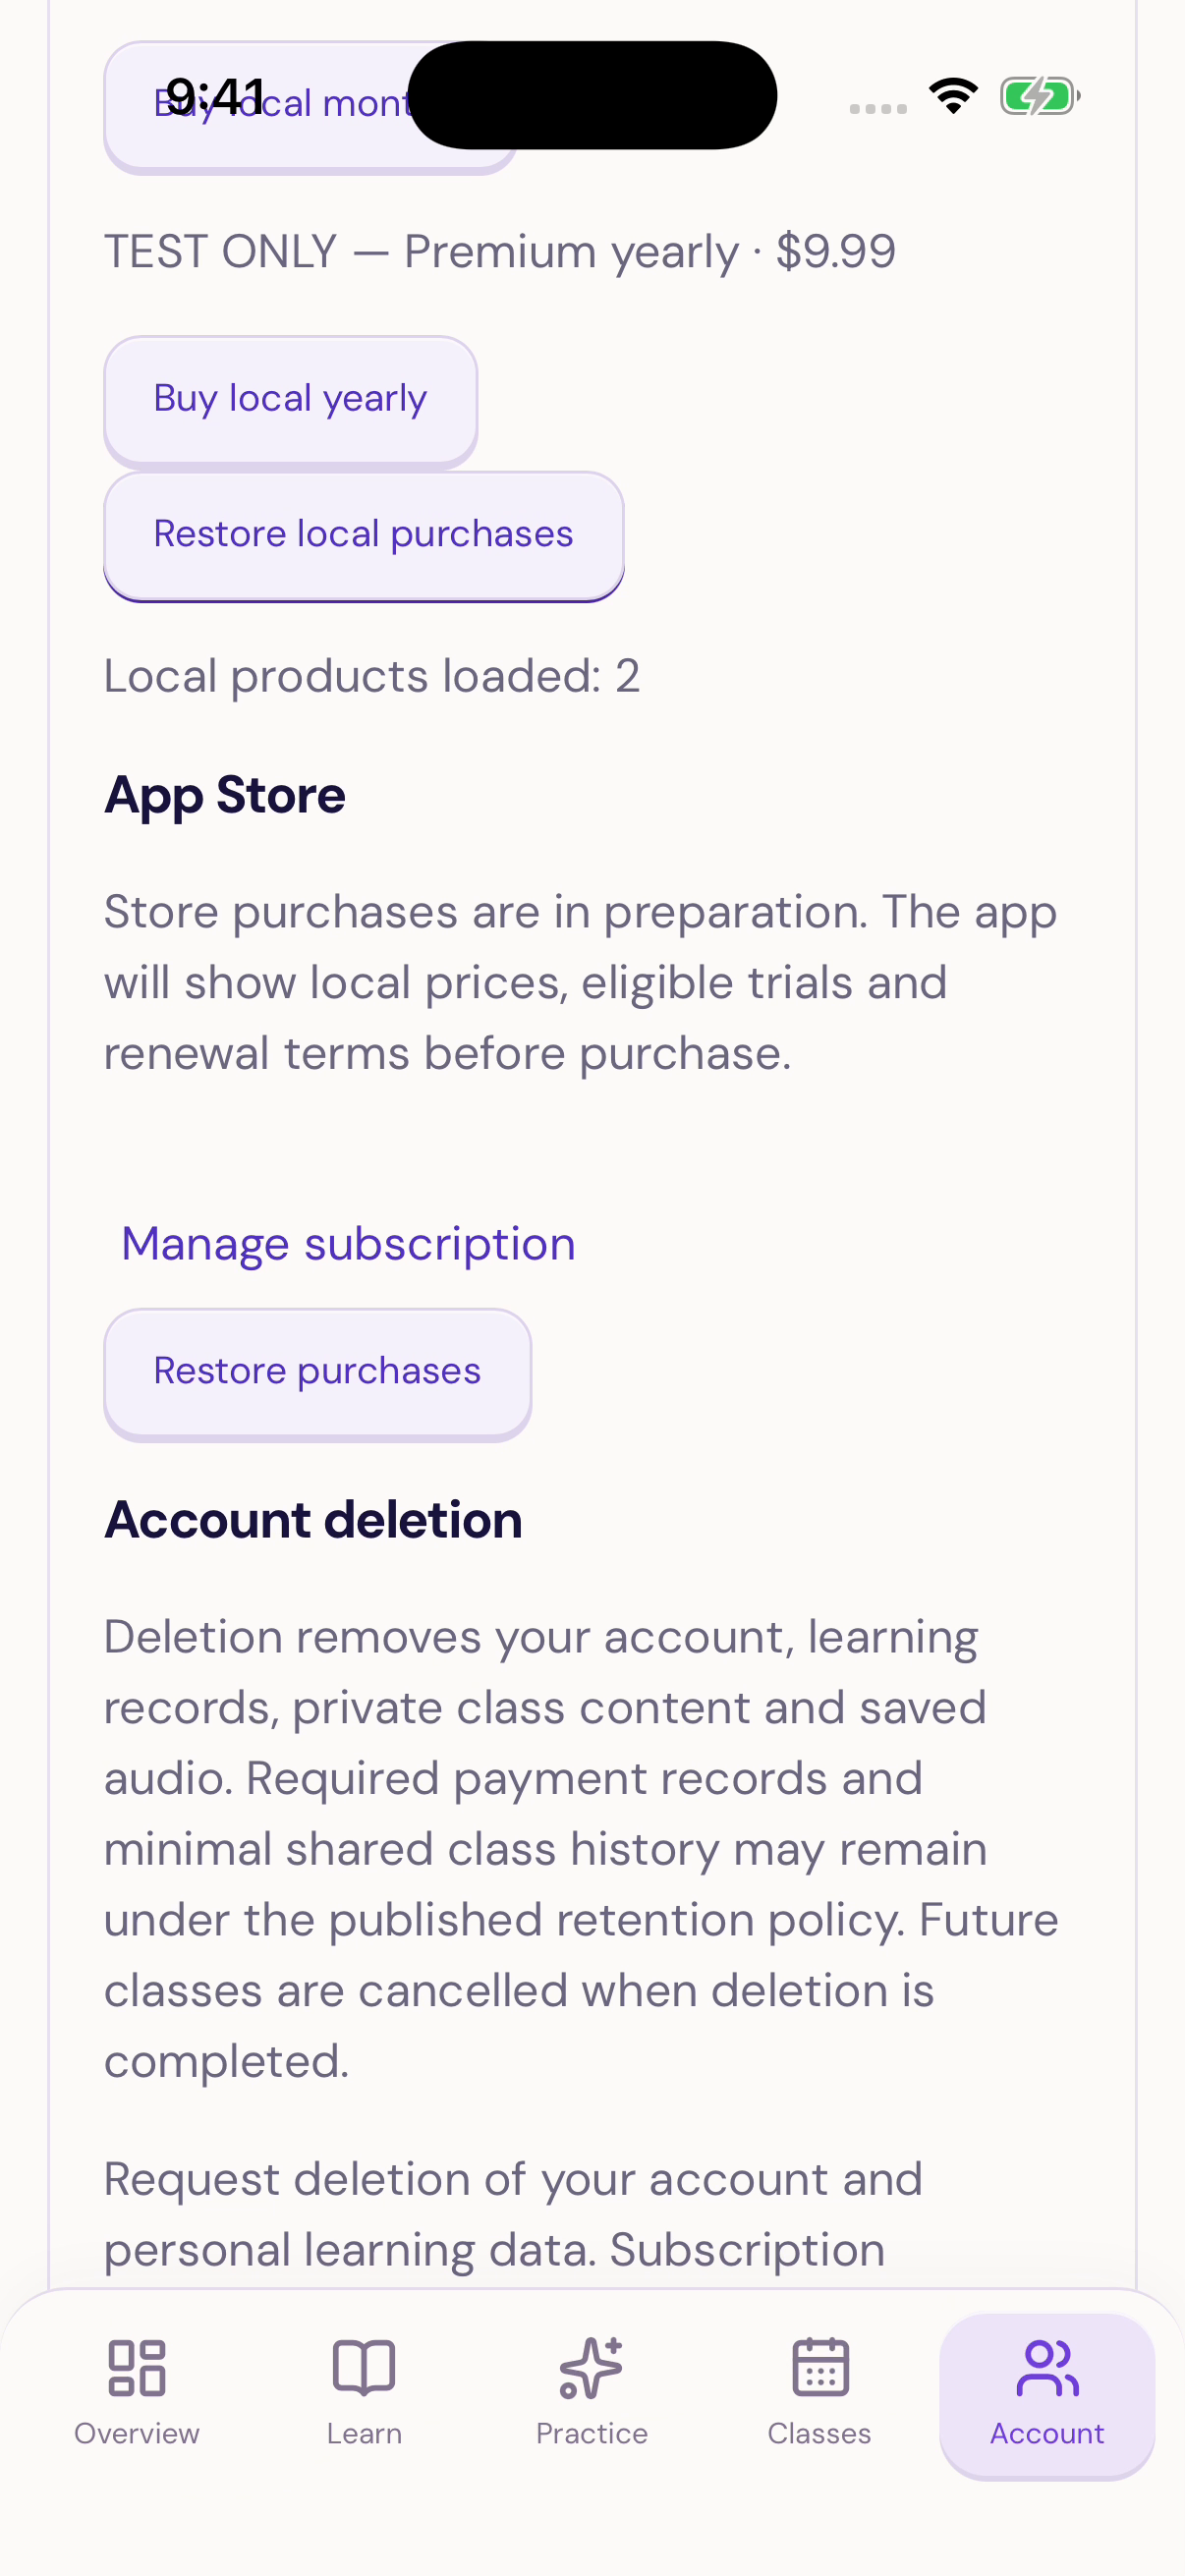 9:41
Buy local mont
TEST ONLY — Premium yearly · $9.99
Buy local yearly
Restore local purchases
Local products loaded: 2
App Store
Store purchases are in preparation. The app
will show local prices, eligible trials and
renewal terms before purchase.
Manage subscription
Restore purchases
Account deletion
Deletion removes your account, learning
records, private class content and saved
audio. Required payment records and
minimal shared class history may remain
under the published retention policy. Future
classes are cancelled when deletion is
completed.
Request deletion of your account and
personal learning data. Subscription
Overview
Learn
Practice
Classes
Account